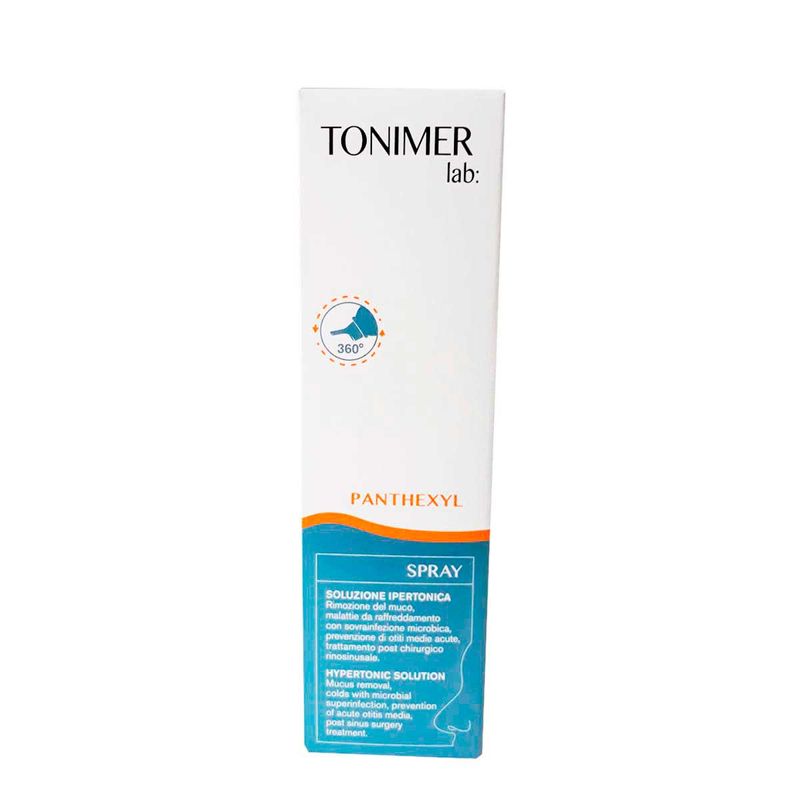 TONIMER
lab:
360°
PANTHEXYL
SPRAY
SOLUZIONE IPERTONICA
Rimozione del muco,
malattie da raffreddamento
con sovrainfezione microbica,
prevenzione di otiti medie acute,
trattamento post chirurgico
rinosinusale.
HYPERTONIC SOLUTION
Mucus removal,
colds with microbial
superinfection, prevention
of acute otitis media,
post sinus surgery
treatment.